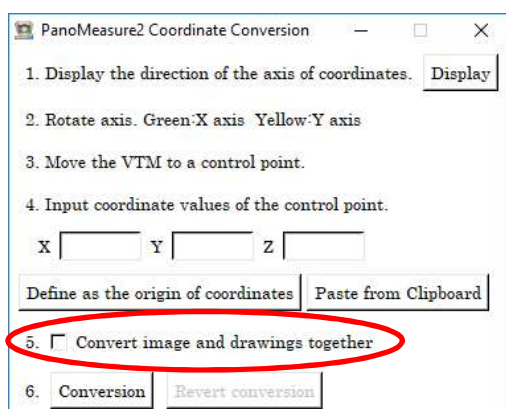 PanoMeasure2 Coordinate Conversion
1. Display the direction of the axis of coordinates. Display
2. Rotate axis. Green:X axis Yellow:Y axis
3. Move the VTM to a control point.
4. Input coordinate values of the control point.
X Y Z
Define as the origin of coordinates Paste from Clipboard
5. Convert image and drawings together
6. Conversion Revert conversion